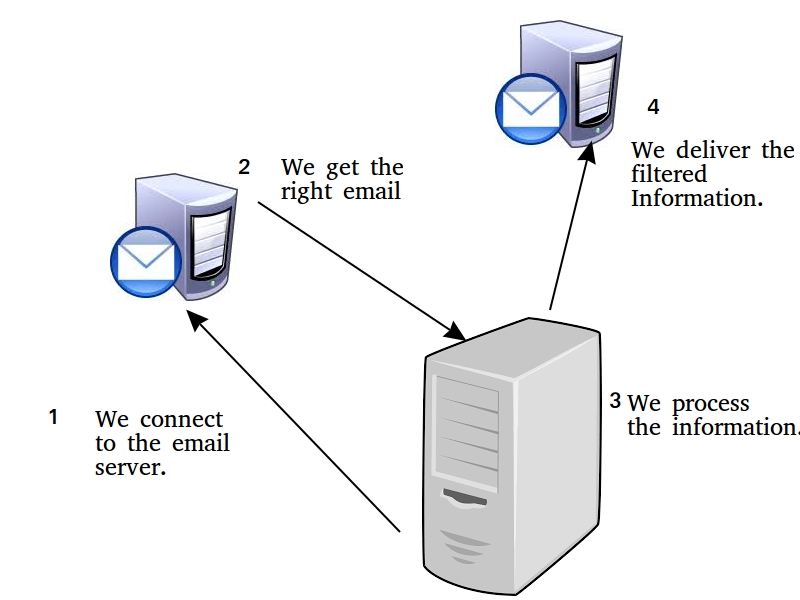 1
We connect
to the email
server.
2
We get the
right email
3
We process
the information.
4
We deliver the
filtered
Information.